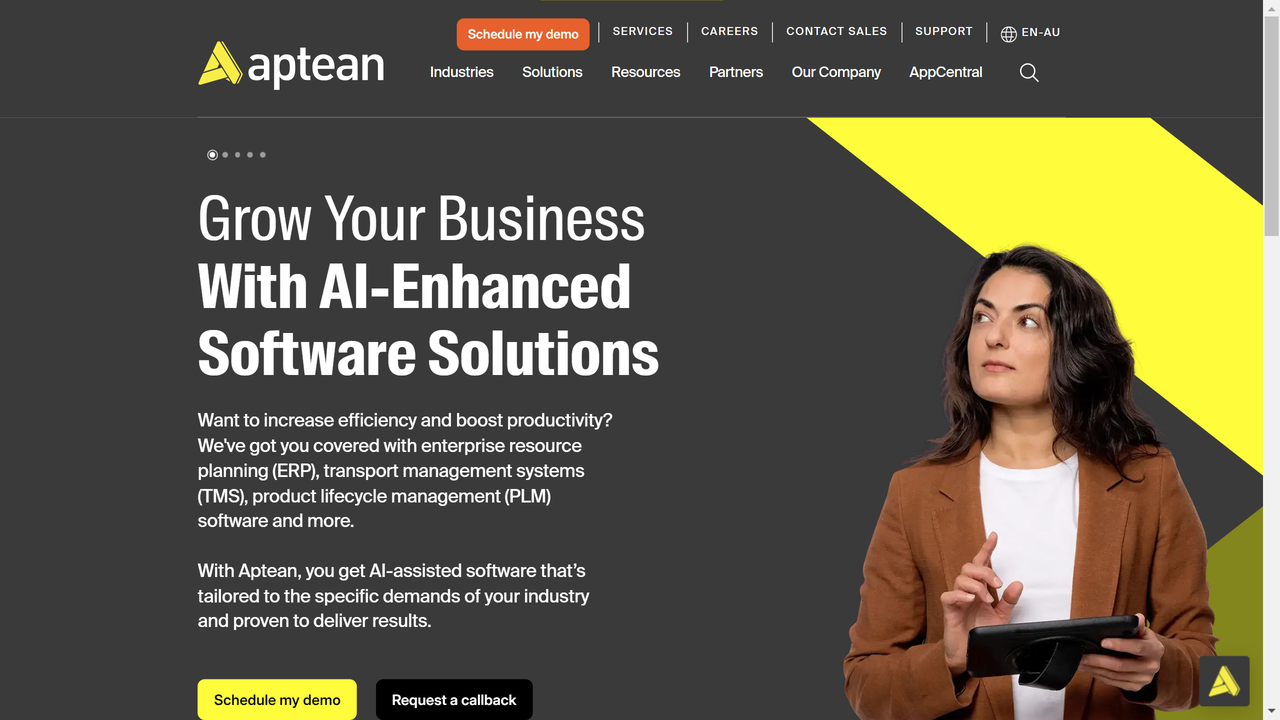 Schedule my demo
SERVICES
CAREERS
CONTACT SALES
SUPPORT
EN-AU
aptean
Industries
Solutions
Resources
Partners
Our Company
AppCentral
Grow Your Business
With AI-Enhanced
Software Solutions
Want to increase efficiency and boost productivity?
We've got you covered with enterprise resource
planning (ERP), transport management systems
(TMS), product lifecycle management (PLM)
software and more.
With Aptean, you get AI-assisted software that’s
tailored to the specific demands of your industry
and proven to deliver results.
Schedule my demo
Request a callback